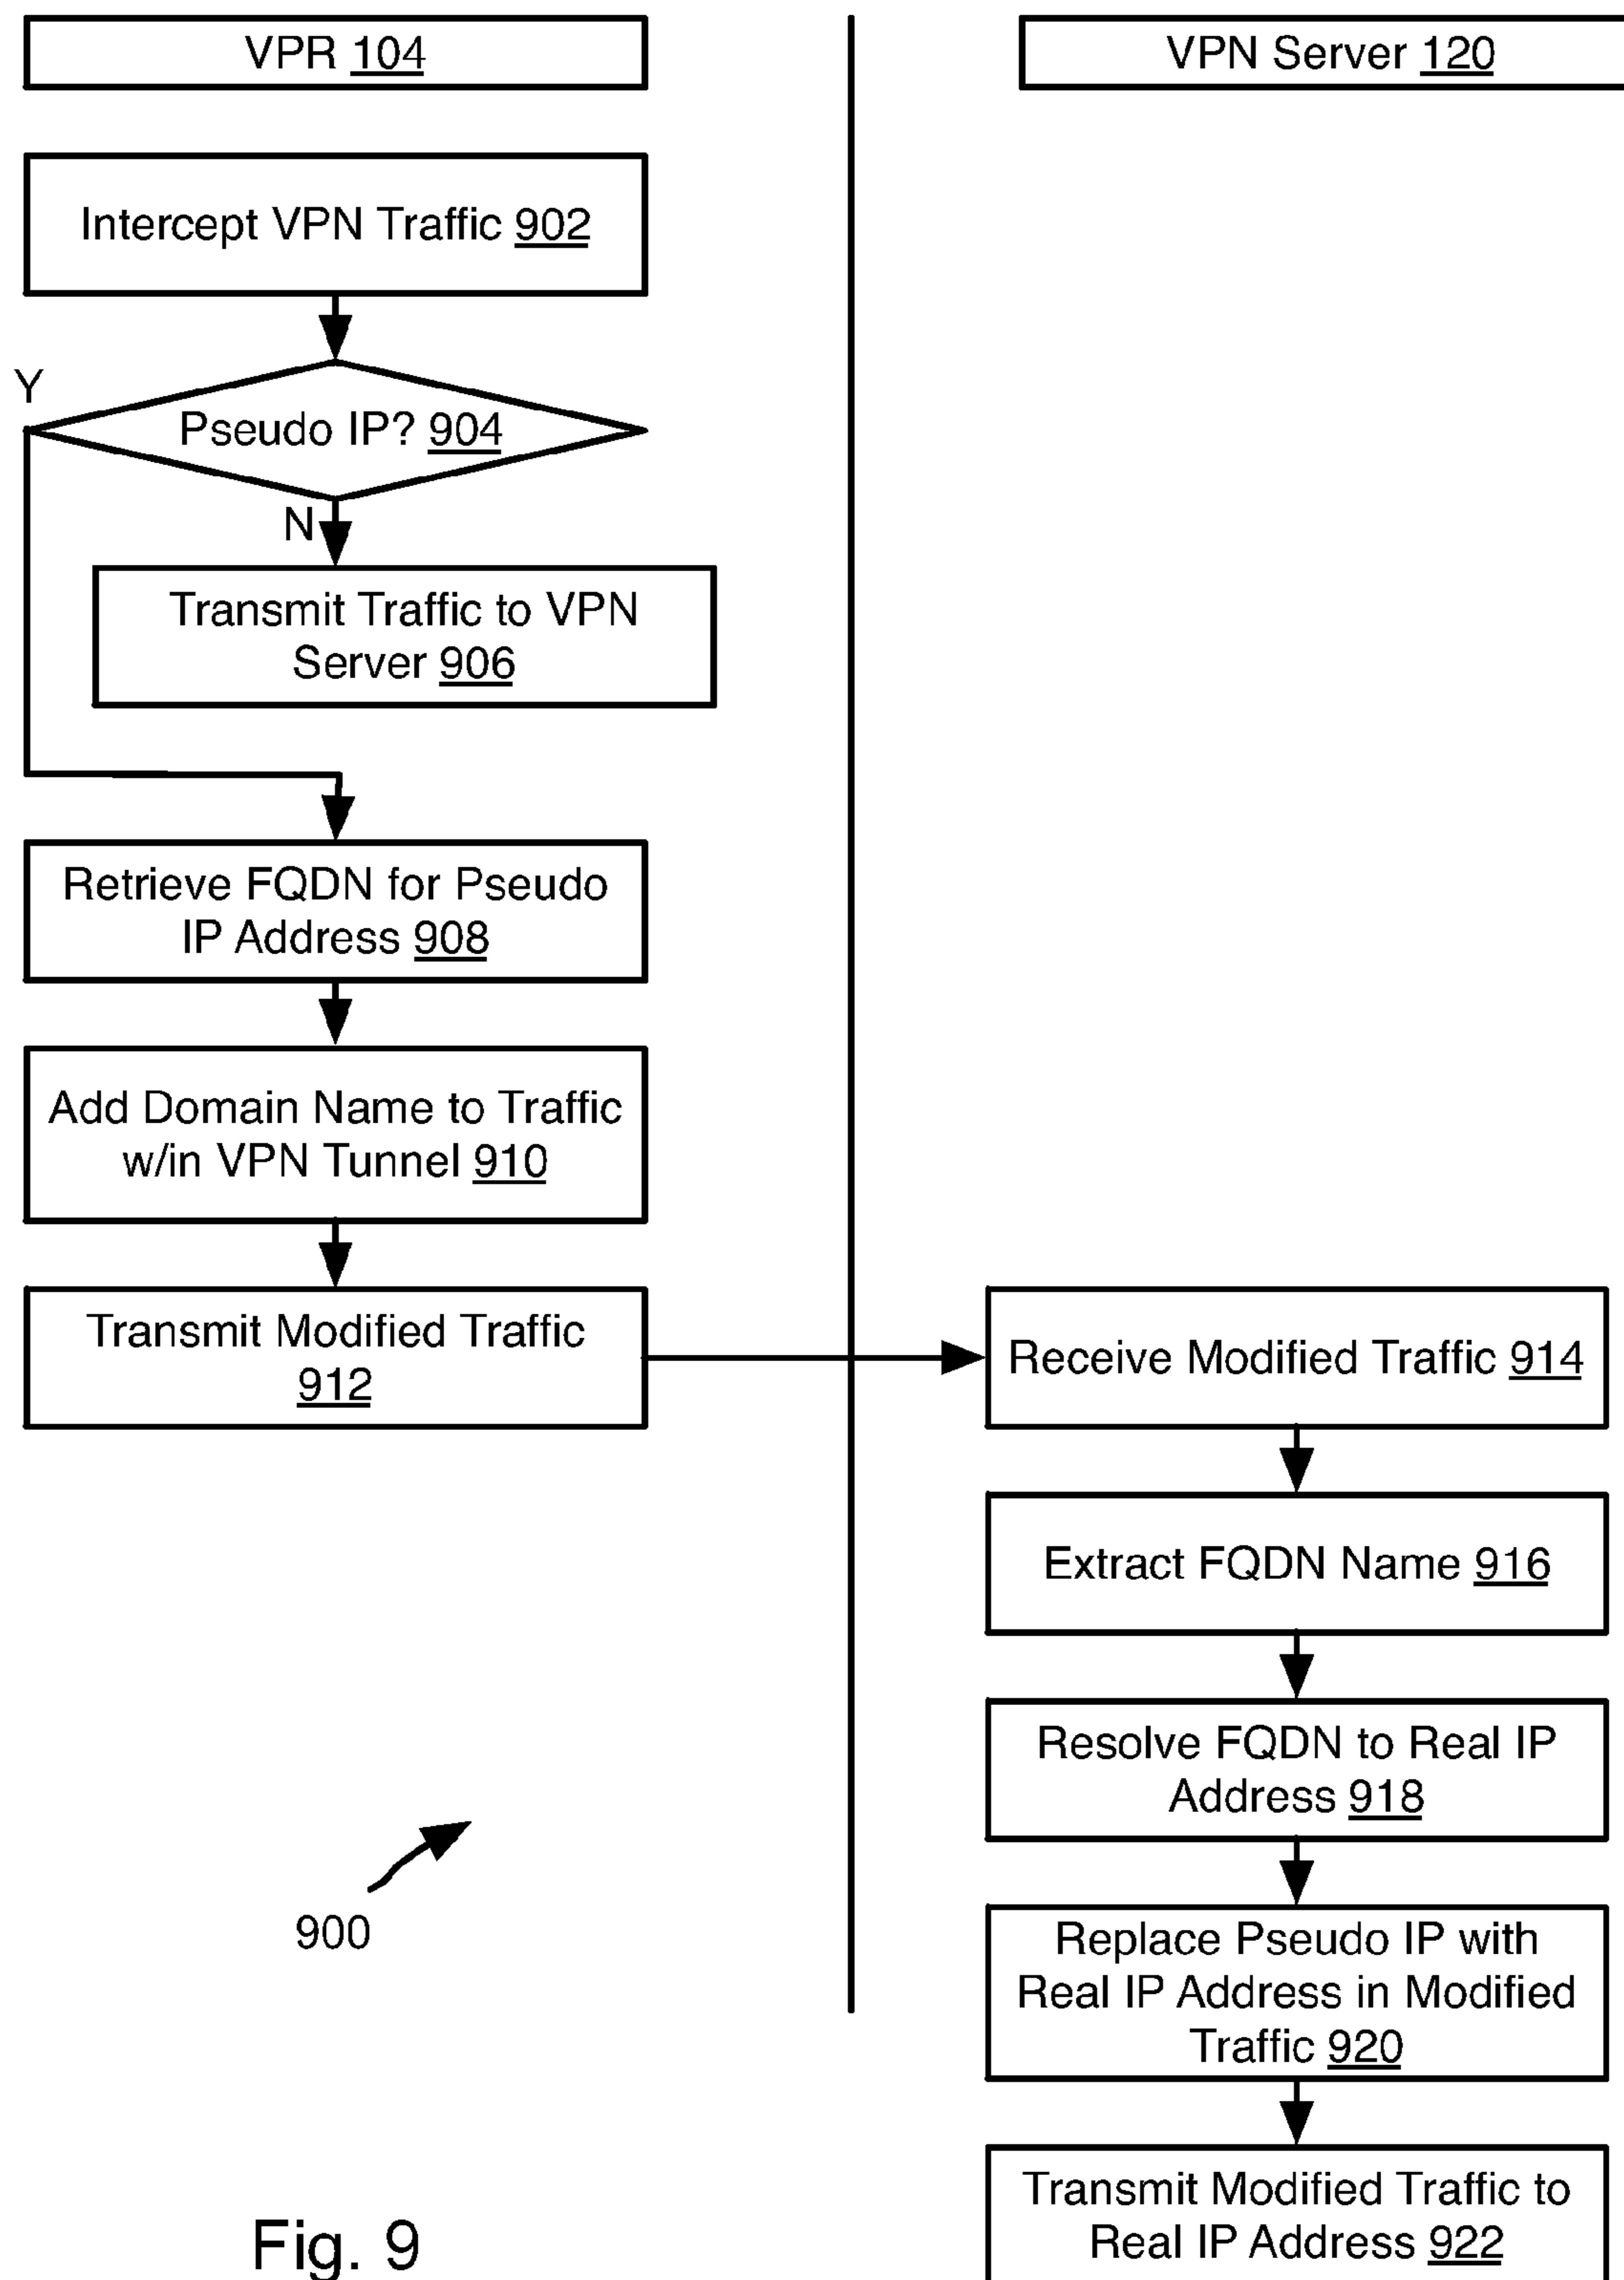 VPR 104
VPN Server 120
Intercept VPN Traffic 902
Y
Pseudo IP? 904
N
Transmit Traffic to VPN
Server 906
Retrieve FQDN for Pseudo
IP Address 908
Add Domain Name to Traffic
w/in VPN Tunnel 910
Transmit Modified Traffic
912
Receive Modified Traffic 914
Extract FQDN Name 916
Resolve FQDN to Real IP
Address 918
Replace Pseudo IP with
Real IP Address in Modified
Traffic 920
Transmit Modified Traffic to
Real IP Address 922
900
Fig. 9